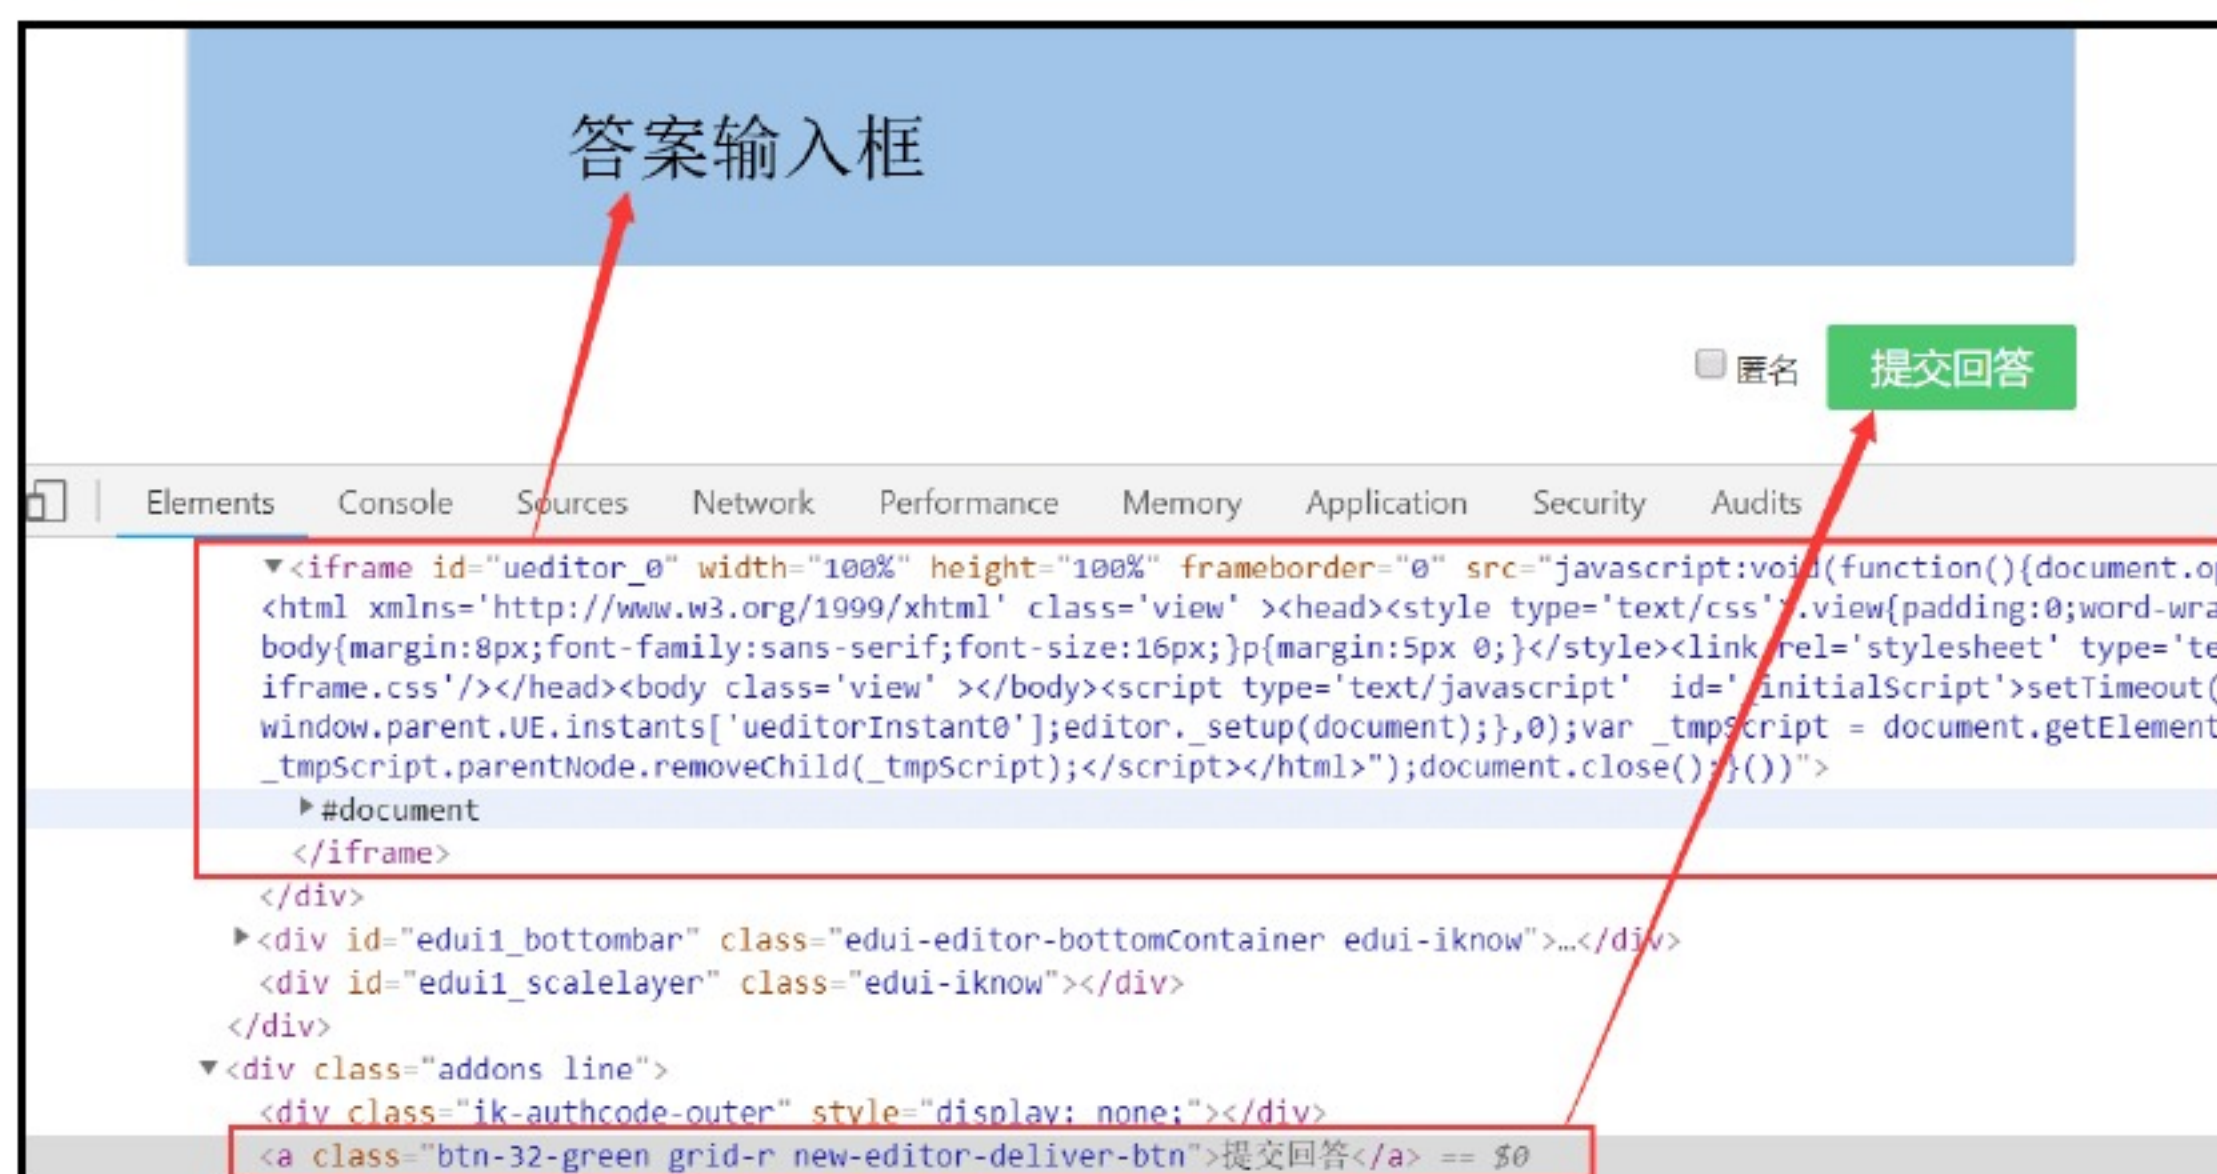 答案输入框
匿名 提交回答
Elements Console Sources Network Performance Memory Application Security Audits
▼<iframe id="ueditor_0" width="100%" height="100%" frameborder="0" src="javascript:void(function(){document.op
<html xmlns='http://www.w3.org/1999/xhtml' class='view' ><head><style type='text/css'>.view{padding:0;word-wra
body{margin:8px;font-family:sans-serif;font-size:16px;}p{margin:5px 0;}</style><link rel='stylesheet' type='te
iframe.css'/></head><body class='view' ></body><script type='text/javascript' id='_initialScript'>setTimeout(
window.parent.UE.instants['ueditorInstant0'];editor._setup(document);},0);var _tmpScript = document.getElement
_tmpScript.parentNode.removeChild(_tmpScript);</script></html>");document.close();}())">
▶#document
</iframe>
</div>
▶<div id="edui1_bottombar" class="edui-editor-bottomContainer edui-iknow">…</div>
<div id="edui1_scalelayer" class="edui-iknow"></div>
</div>
▼<div class="addons line">
<div class="ik-authcode-outer" style="display: none;"></div>
<a class="btn-32-green grid-r new-editor-deliver-btn">提交回答</a> == $0